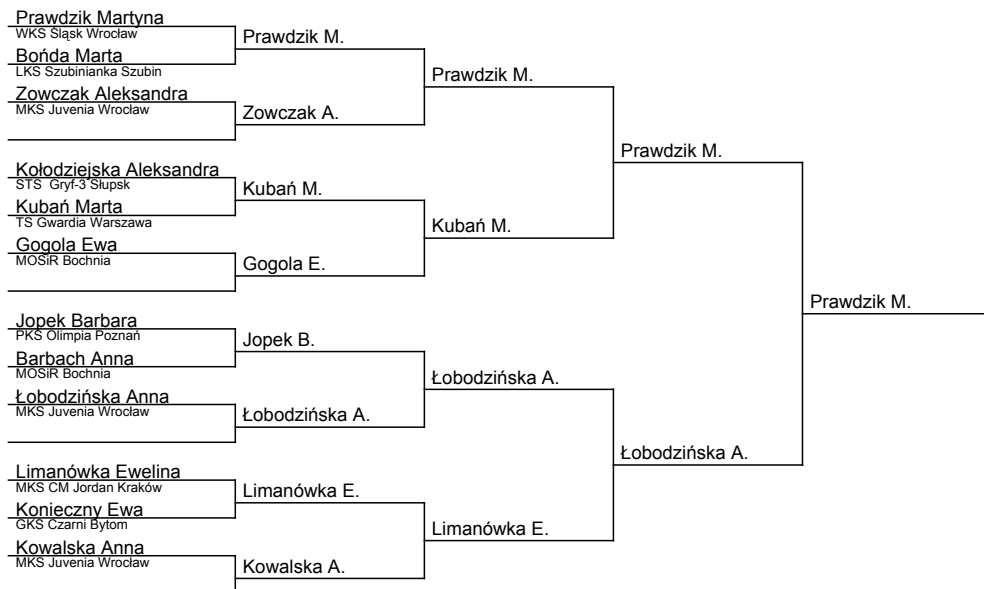 Prawdzik Martyna
WKS Śląsk Wrocław
Prawdzik M.
Bońda Marta
LKS Szubinianka Szubin
Prawdzik M.
Zowczak Aleksandra
MKS Juvenia Wrocław
Zowczak A.
Prawdzik M.
Kołodziejska Aleksandra
STS Gryf-3 Słupsk
Kubań M.
Kubań Marta
TS Gwardia Warszawa
Kubań M.
Gogola Ewa
MOSiR Bochnia
Gogola E.
Prawdzik M.
Jopek Barbara
PKS Olimpia Poznań
Jopek B.
Barbach Anna
MOSiR Bochnia
Łobodzińska A.
Łobodzińska Anna
MKS Juvenia Wrocław
Łobodzińska A.
Łobodzińska A.
Limanówka Ewelina
MKS CM Jordan Kraków
Limanówka E.
Konieczny Ewa
GKS Czarni Bytom
Limanówka E.
Kowalska Anna
MKS Juvenia Wrocław
Kowalska A.